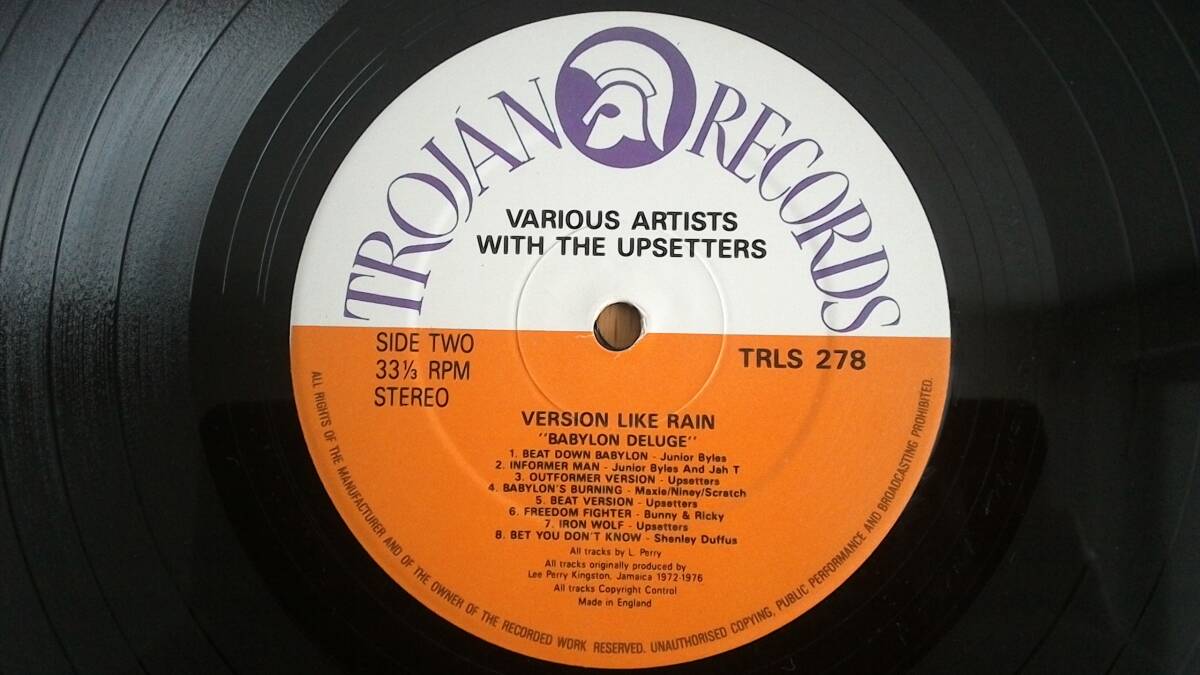 TROJAN RECORDS
VARIOUS ARTISTS
WITH THE UPSETTERS
SIDE TWO
33⅓ RPM
STEREO
TRLS 278
VERSION LIKE RAIN
"BABYLON DELUGE"
1. BEAT DOWN BABYLON - Junior Byles
2. INFORMER MAN - Junior Byles And Jah T
3. OUTFORMER VERSION - Upsetters
4. BABYLON'S BURNING - Maxie/Niney/Scratch
5. BEAT VERSION - Upsetters
6. FREEDOM FIGHTER - Bunny & Ricky
7. IRON WOLF - Upsetters
8. BET YOU DON'T KNOW - Shenley Duffus
All tracks by L. Perry
All tracks originally produced by
Lee Perry Kingston, Jamaica 1972-1976
All tracks Copyright Control
Made in England
ALL RIGHTS OF THE MANUFACTURER AND OF THE OWNER OF THE RECORDED WORK RESERVED. UNAUTHORISED COPYING, PUBLIC PERFORMANCE AND BROADCASTING PROHIBITED.